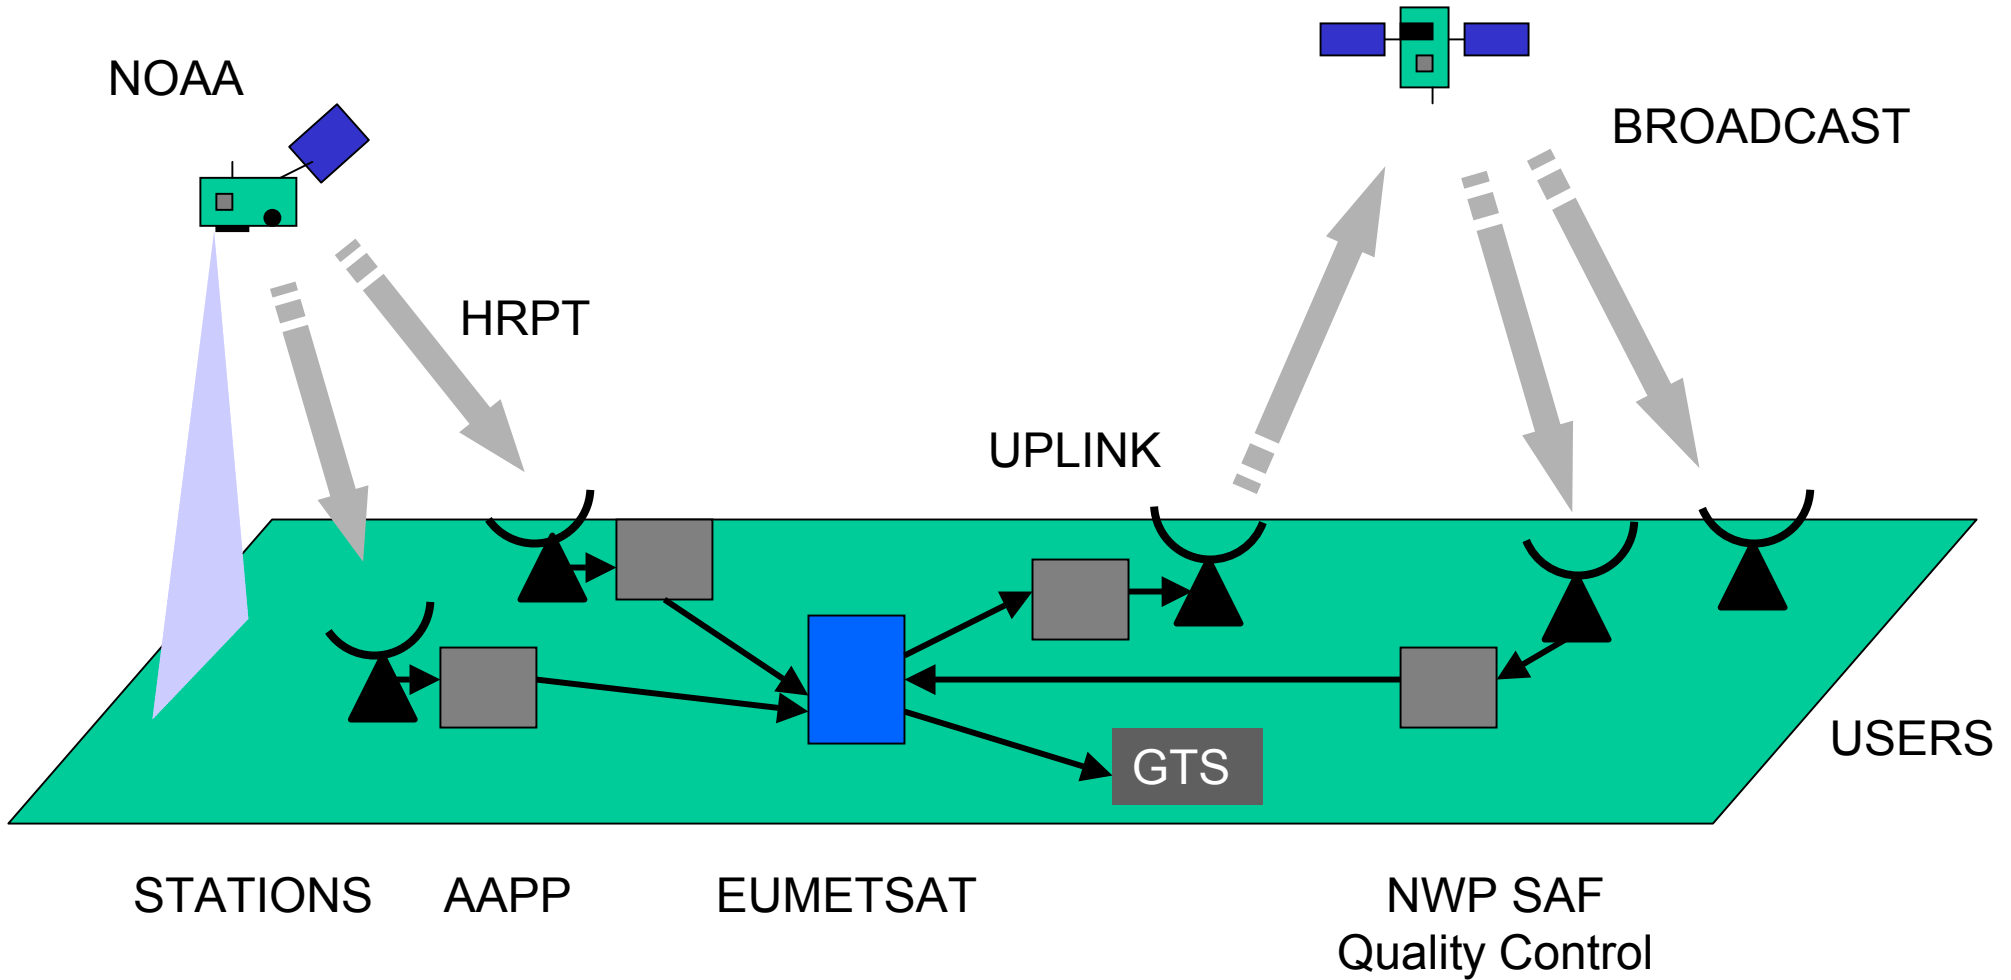 NOAA
BROADCAST
HRPT
UPLINK
USERS
GTS
STATIONS
AAPP
EUMETSAT
NWP SAF
Quality Control